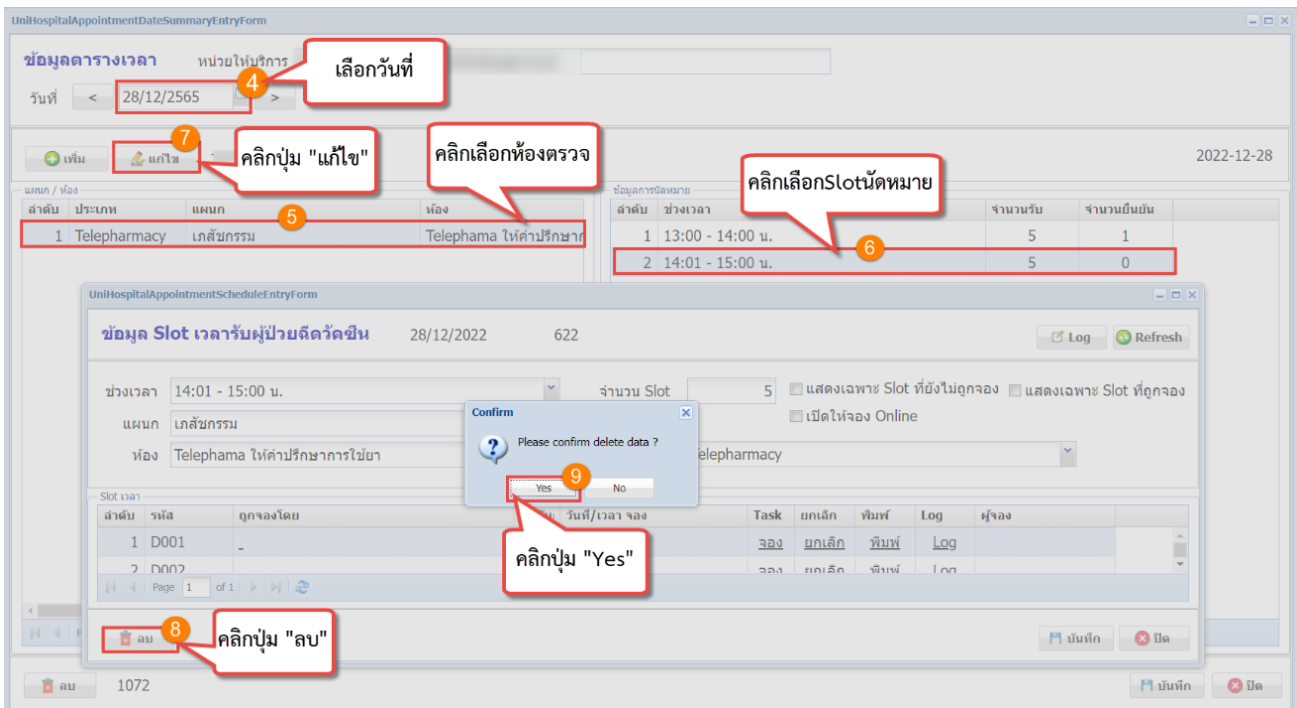 UniHospitalAppointmentDateSummaryEntryForm
ข้อมูลตารางเวลา หน่วยให้บริการ
เลือกวันที่
4
วันที่ < 28/12/2565 >
7
เพิ่ม แก้ไข
คลิกปุ่ม "แก้ไข"
คลิกเลือกห้องตรวจ
2022-12-28
คลิกเลือกSlotนัดหมาย
แผนก / ห้อง
ลำดับ ประเภท แผนก ห้อง
5
1 Telepharmacy เภสัชกรรม Telephama ให้คำปรึกษาก
ข้อมูลการนัดหมาย
ลำดับ ช่วงเวลา จำนวนรับ จำนวนยืนยัน
1 13:00 - 14:00 น. 5 1
6
2 14:01 - 15:00 น. 5 0
UniHospitalAppointmentScheduleEntryForm
ข้อมูล Slot เวลารับผู้ป่วยฉีดวัคซีน 28/12/2022 622 Log Refresh
ช่วงเวลา 14:01 - 15:00 น. จำนวน Slot 5 แสดงเฉพาะ Slot ที่ยังไม่ถูกจอง แสดงเฉพาะ Slot ที่ถูกจอง
แผนก เภสัชกรรม เปิดให้จอง Online
ห้อง Telephama ให้คำปรึกษาการใช้ยา elepharmacy
Confirm
Please confirm delete data ?
9
Yes No
คลิกปุ่ม "Yes"
Slot เวลา
ลำดับ รหัส ถูกจองโดย วันที่/เวลา จอง Task ยกเลิก พิมพ์ Log ผู้จอง
1 D001 _ จอง ยกเลิก พิมพ์ Log
2 D002 จอง ยกเลิก พิมพ์ Log
Page 1 of 1
8
ลบ
คลิกปุ่ม "ลบ"
บันทึก ปิด
ลบ 1072 บันทึก ปิด